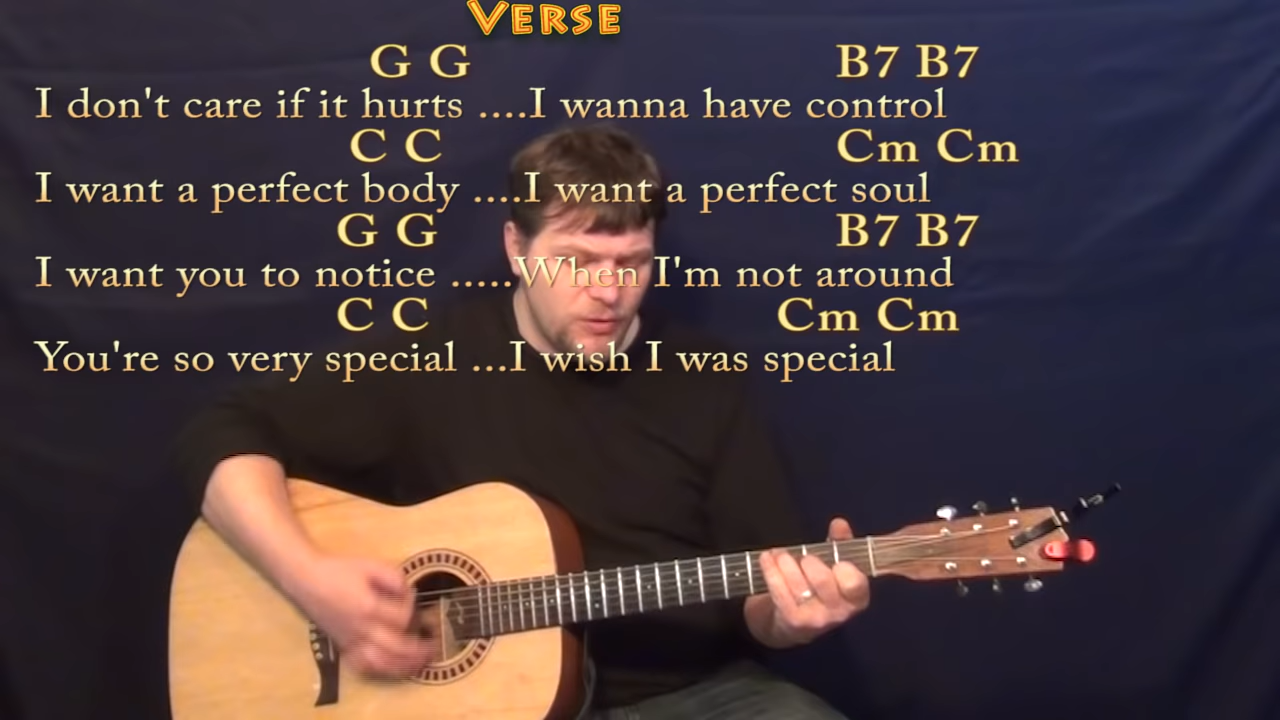 VERSE
G G B7 B7
I don't care if it hurts ....I wanna have control
C C Cm Cm
I want a perfect body ....I want a perfect soul
G G B7 B7
I want you to notice .....When I'm not around
C C Cm Cm
You're so very special ...I wish I was special